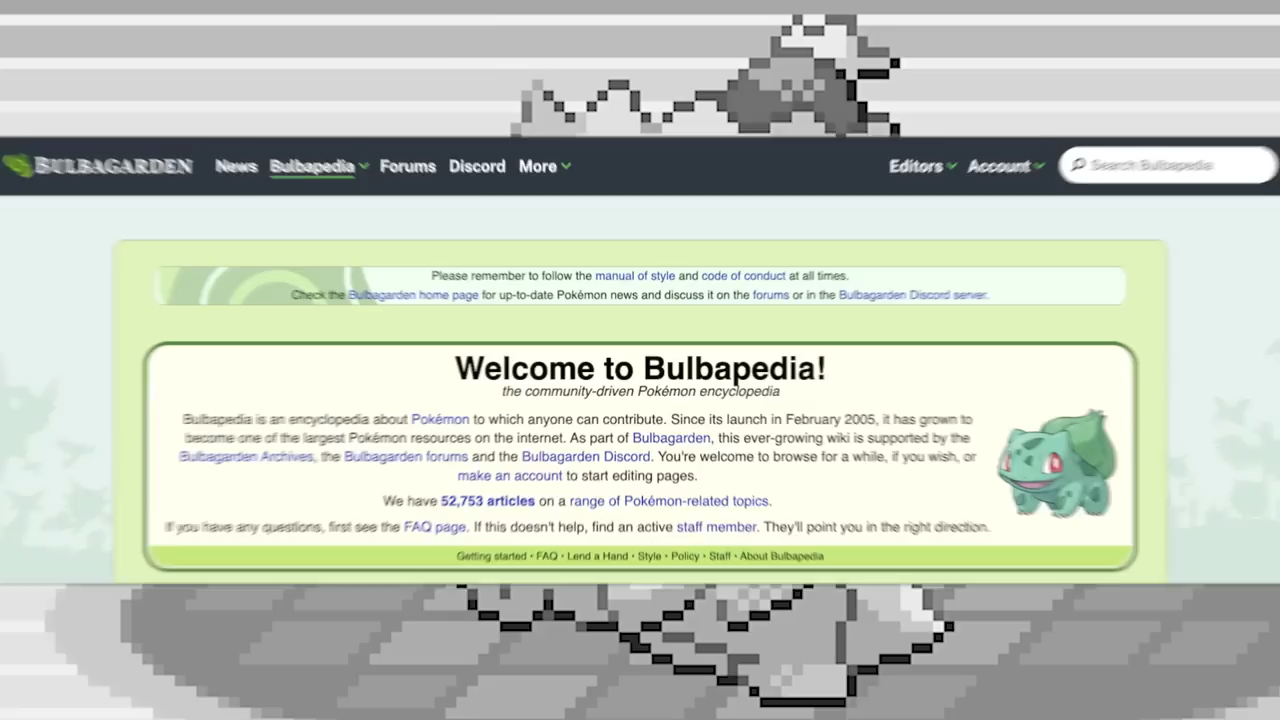 BULBAGARDEN News Bulbapedia Forums Discord More Editors Account Search Bulbapedia
Please remember to follow the manual of style and code of conduct at all times.
Check the Bulbagarden home page for up-to-date Pokémon news and discuss it on the forums or in the Bulbagarden Discord server.
Welcome to Bulbapedia!
the community-driven Pokémon encyclopedia
Bulbapedia is an encyclopedia about Pokémon to which anyone can contribute. Since its launch in February 2005, it has grown to
become one of the largest Pokémon resources on the internet. As part of Bulbagarden, this ever-growing wiki is supported by the
Bulbagarden Archives, the Bulbagarden forums and the Bulbagarden Discord. You're welcome to browse for a while, if you wish, or
make an account to start editing pages.
We have 52,753 articles on a range of Pokémon-related topics.
If you have any questions, first see the FAQ page. If this doesn't help, find an active staff member. They'll point you in the right direction.
Getting started • FAQ • Lend a Hand • Style • Policy • Staff • About Bulbapedia